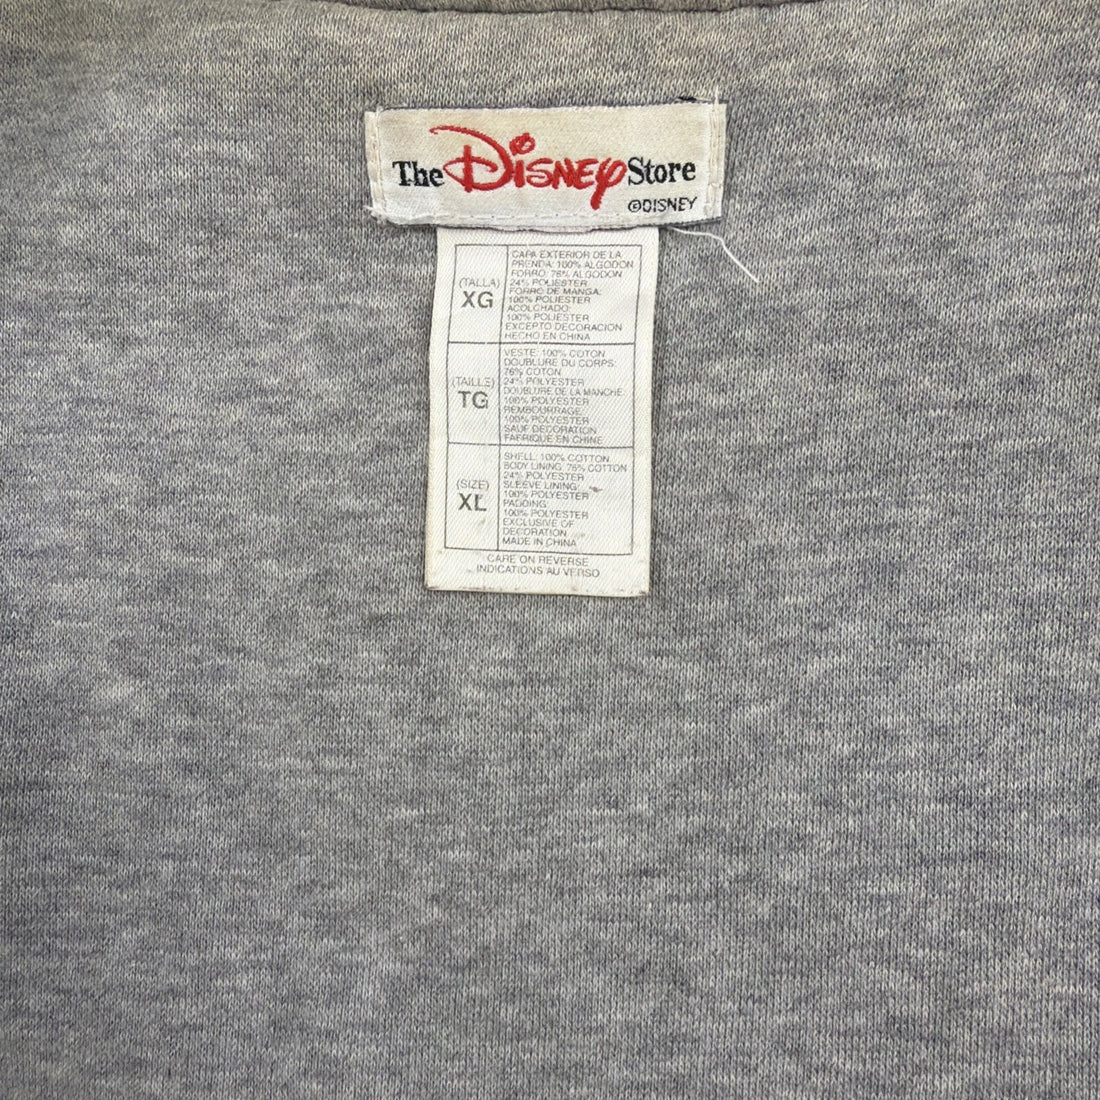 The Disney Store
©DISNEY
(TALLA)
XG
CAPA EXTERIOR DE LA
PRENDA: 100% ALGODON
FORRO: 76% ALGODON
24% POLIESTER
FORRO DE MANGA:
100% POLIESTER
ACOLCHADO:
100% POLIESTER
EXCEPTO DECORACION
HECHO EN CHINA
(TAILLE)
TG
VESTE: 100% COTON
DOUBLURE DU CORPS:
76% COTON
24% POLYESTER
DOUBLURE DE LA MANCHE:
100% POLYESTER
REMBOURRAGE:
100% POLYESTER
SAUF DECORATION
FABRIQUE EN CHINE
(SIZE)
XL
SHELL: 100% COTTON
BODY LINING: 76% COTTON
24% POLYESTER
SLEEVE LINING:
100% POLYESTER
PADDING:
100% POLYESTER
EXCLUSIVE OF
DECORATION
MADE IN CHINA
CARE ON REVERSE
INDICATIONS AU VERSO